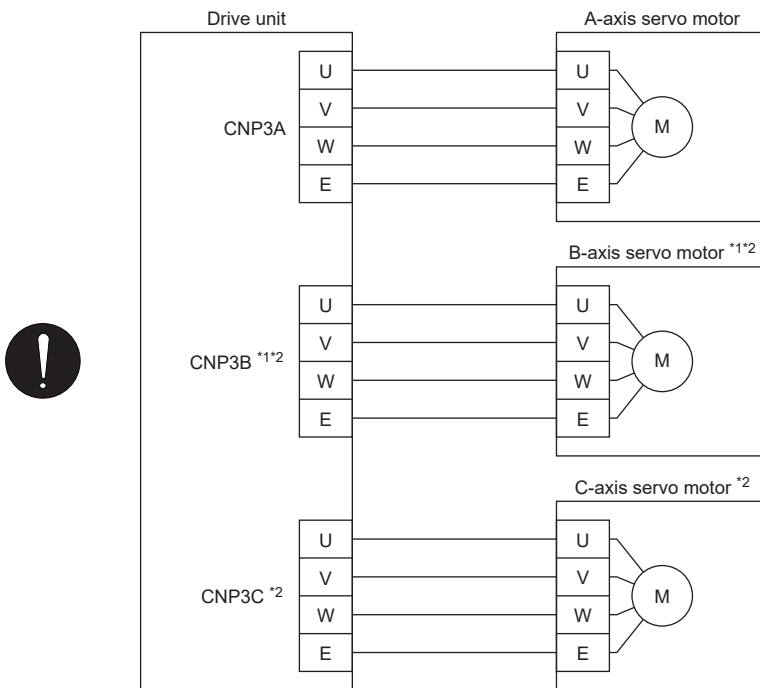 Drive unit
A-axis servo motor
CNP3A
U
V
W
E
U
V
W
E
M
B-axis servo motor *1*2
CNP3B *1*2
U
V
W
E
U
V
W
E
M
C-axis servo motor *2
CNP3C *2
U
V
W
E
U
V
W
E
M